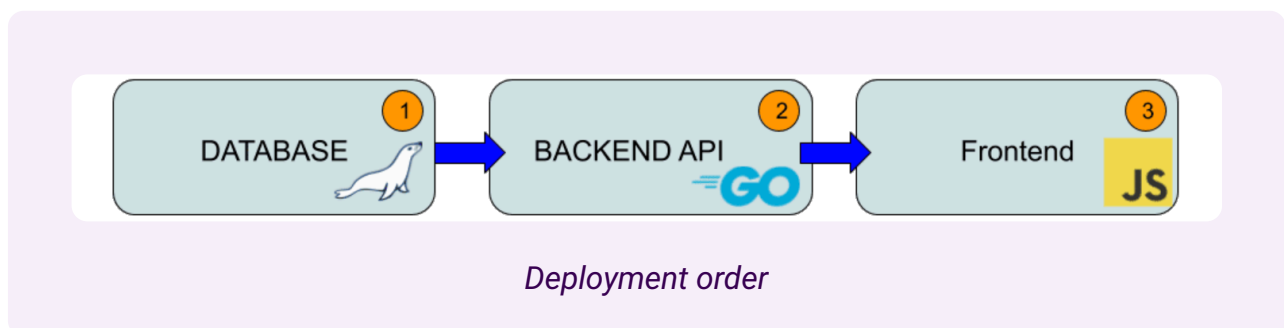 1
DATABASE
2
BACKEND API
GO
3
Frontend
JS
Deployment order